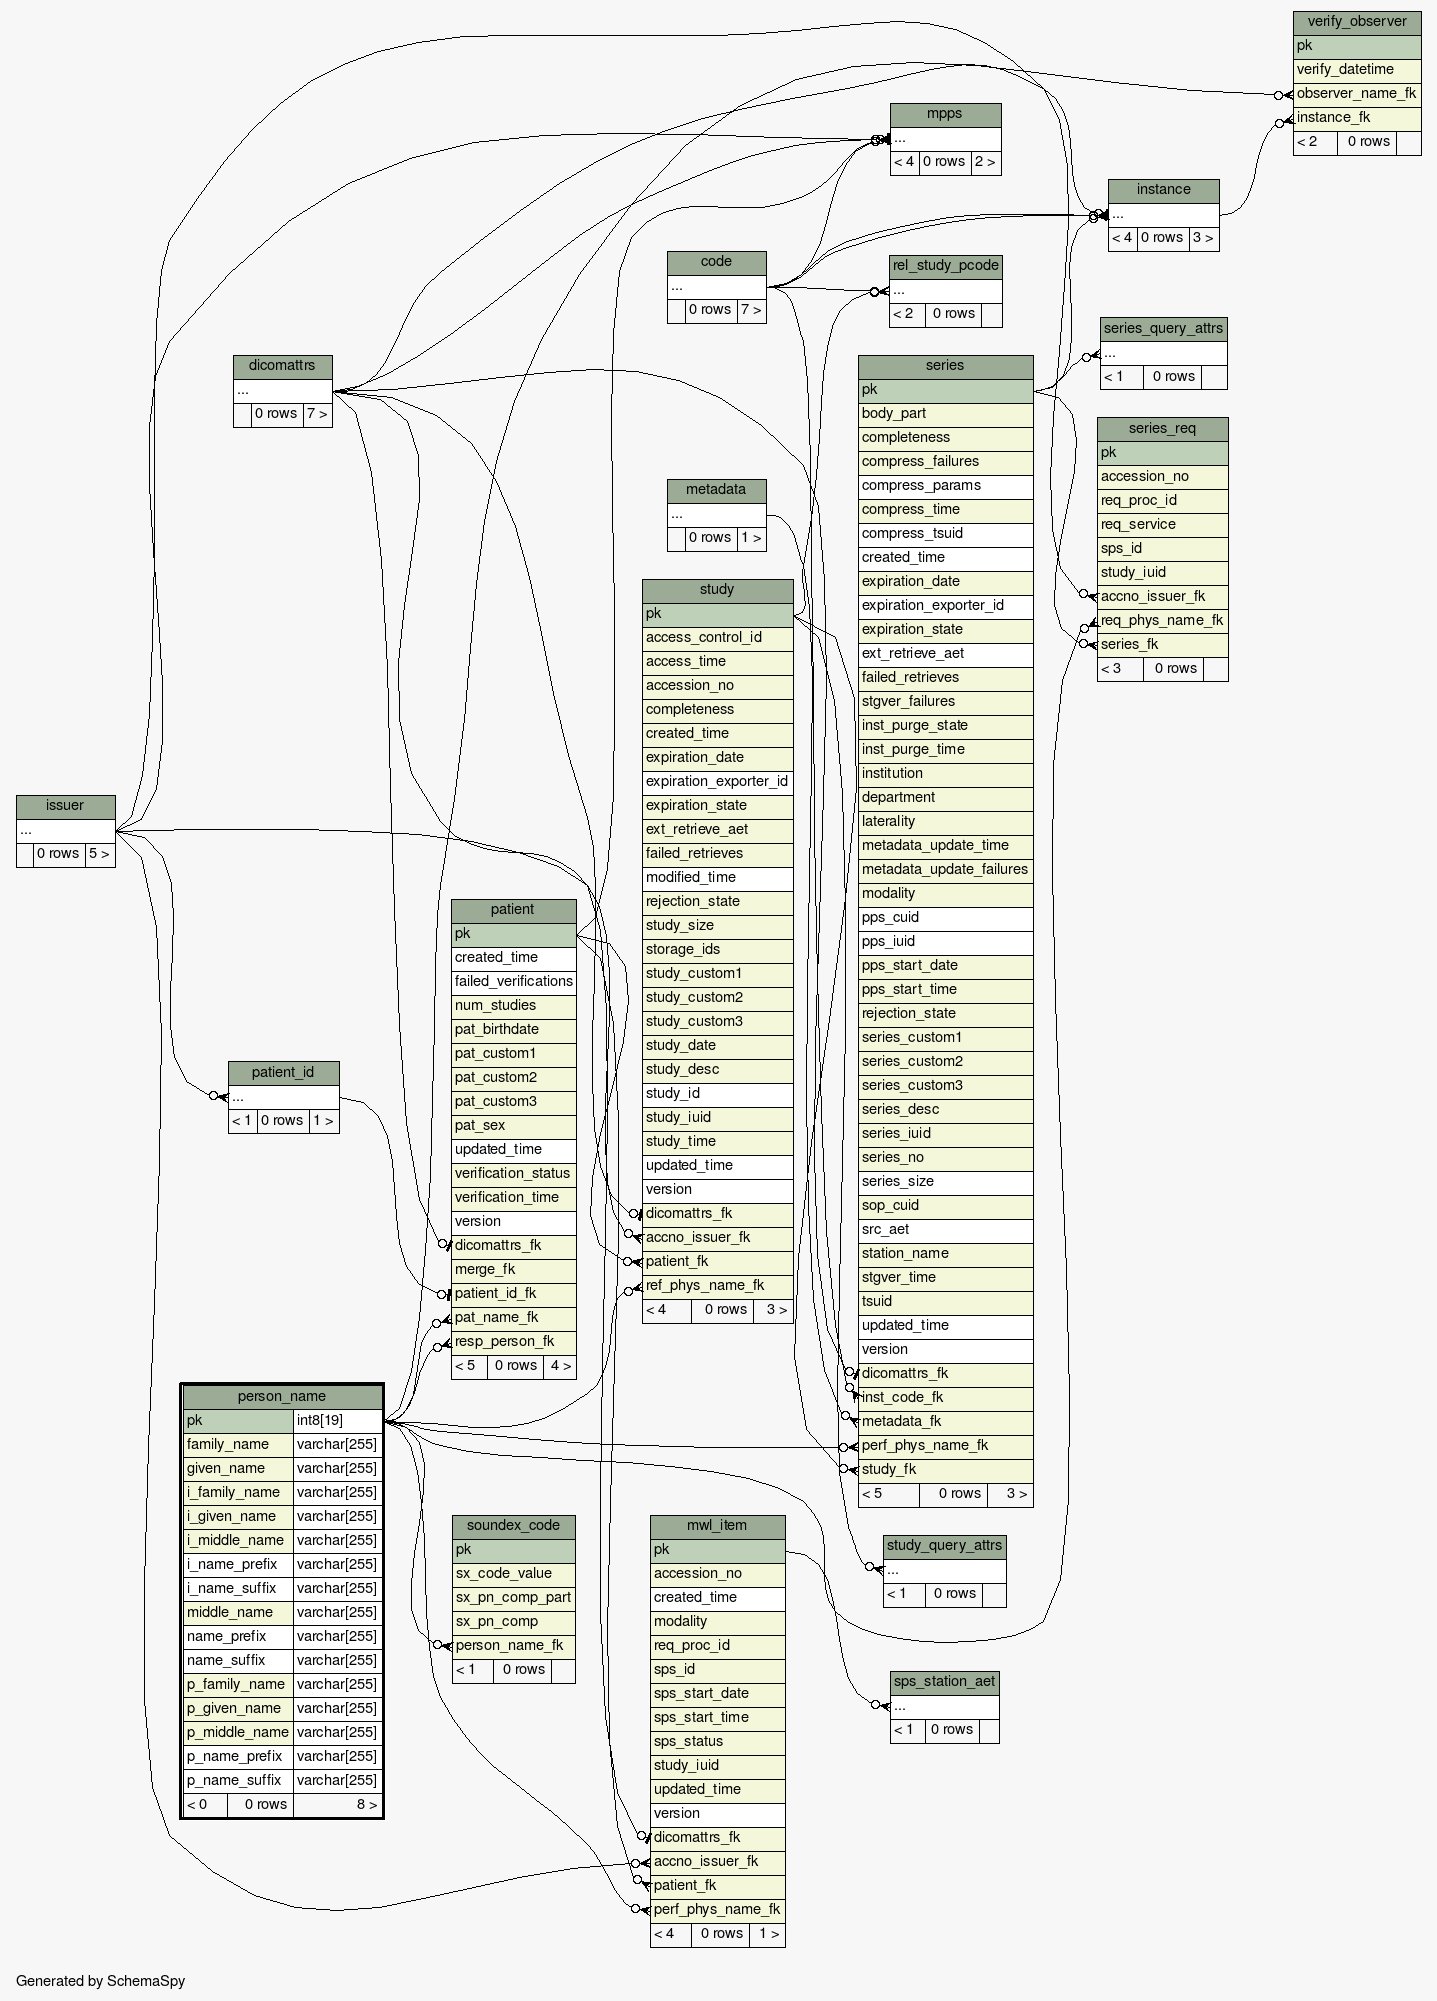 verify_observer
pk
verify_datetime
observer_name_fk
instance_fk
< 2 0 rows
mpps
...
< 4 0 rows 2 >
instance
...
< 4 0 rows 3 >
code
...
0 rows 7 >
rel_study_pcode
...
< 2 0 rows
series_query_attrs
...
< 1 0 rows
dicomattrs
...
0 rows 7 >
series
pk
body_part
completeness
compress_failures
compress_params
compress_time
compress_tsuid
created_time
expiration_date
expiration_exporter_id
expiration_state
ext_retrieve_aet
failed_retrieves
stgver_failures
inst_purge_state
inst_purge_time
institution
department
laterality
metadata_update_time
metadata_update_failures
modality
pps_cuid
pps_iuid
pps_start_date
pps_start_time
rejection_state
series_custom1
series_custom2
series_custom3
series_desc
series_iuid
series_no
series_size
sop_cuid
src_aet
station_name
stgver_time
tsuid
updated_time
version
dicomattrs_fk
inst_code_fk
metadata_fk
perf_phys_name_fk
study_fk
< 5 0 rows 3 >
series_req
pk
accession_no
req_proc_id
req_service
sps_id
study_iuid
accno_issuer_fk
req_phys_name_fk
series_fk
< 3 0 rows
metadata
...
0 rows 1 >
study
pk
access_control_id
access_time
accession_no
completeness
created_time
expiration_date
expiration_exporter_id
expiration_state
ext_retrieve_aet
failed_retrieves
modified_time
rejection_state
study_size
storage_ids
study_custom1
study_custom2
study_custom3
study_date
study_desc
study_id
study_iuid
study_time
updated_time
version
dicomattrs_fk
accno_issuer_fk
patient_fk
ref_phys_name_fk
< 4 0 rows 3 >
issuer
...
0 rows 5 >
patient
pk
created_time
failed_verifications
num_studies
pat_birthdate
pat_custom1
pat_custom2
pat_custom3
pat_sex
updated_time
verification_status
verification_time
version
dicomattrs_fk
merge_fk
patient_id_fk
pat_name_fk
resp_person_fk
< 5 0 rows 4 >
patient_id
...
< 1 0 rows 1 >
person_name
pk int8[19]
family_name varchar[255]
given_name varchar[255]
i_family_name varchar[255]
i_given_name varchar[255]
i_middle_name varchar[255]
i_name_prefix varchar[255]
i_name_suffix varchar[255]
middle_name varchar[255]
name_prefix varchar[255]
name_suffix varchar[255]
p_family_name varchar[255]
p_given_name varchar[255]
p_middle_name varchar[255]
p_name_prefix varchar[255]
p_name_suffix varchar[255]
< 0 0 rows 8 >
soundex_code
pk
sx_code_value
sx_pn_comp_part
sx_pn_comp
person_name_fk
< 1 0 rows
mwl_item
pk
accession_no
created_time
modality
req_proc_id
sps_id
sps_start_date
sps_start_time
sps_status
study_iuid
updated_time
version
dicomattrs_fk
accno_issuer_fk
patient_fk
perf_phys_name_fk
< 4 0 rows 1 >
study_query_attrs
...
< 1 0 rows
sps_station_aet
...
< 1 0 rows
Generated by SchemaSpy